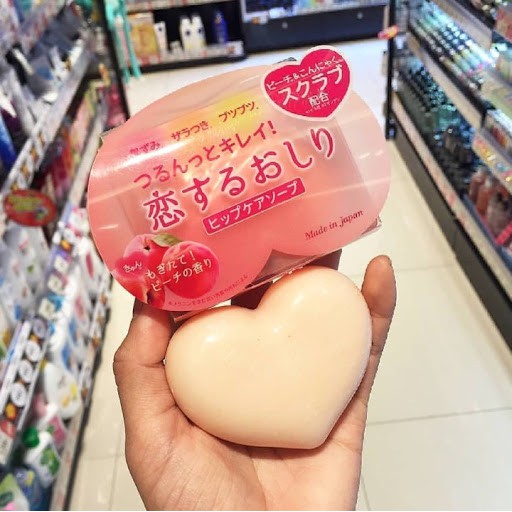 ピーチ&こんにゃく
スクラブ
配合
ザラつき、ブツブツ、
つるんっとキレイ!
恋するおしり
ヒップケアソープ
Made in japan
もぎたて!
ピーチの香り